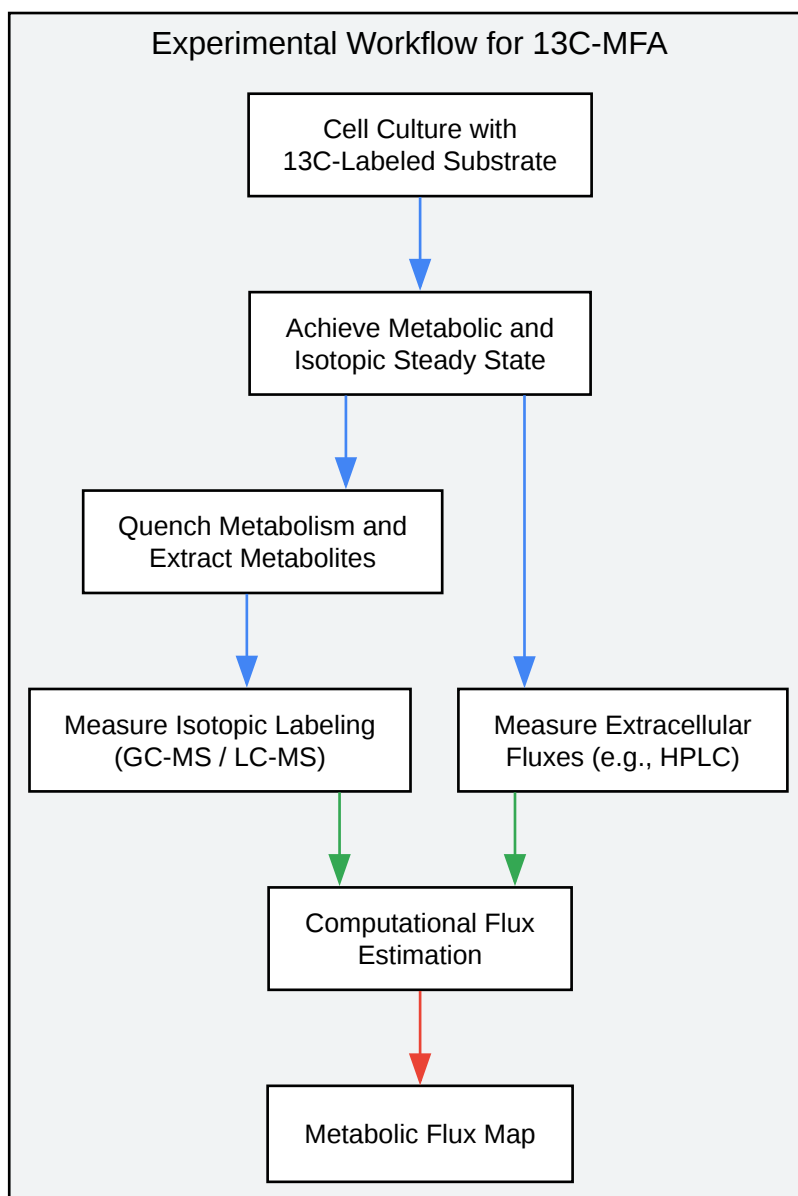 Experimental Workflow for 13C-MFA
Cell Culture with
13C-Labeled Substrate
Achieve Metabolic and
Isotopic Steady State
Quench Metabolism and
Extract Metabolites
Measure Isotopic Labeling
(GC-MS / LC-MS)
Measure Extracellular
Fluxes (e.g., HPLC)
Computational Flux
Estimation
Metabolic Flux Map